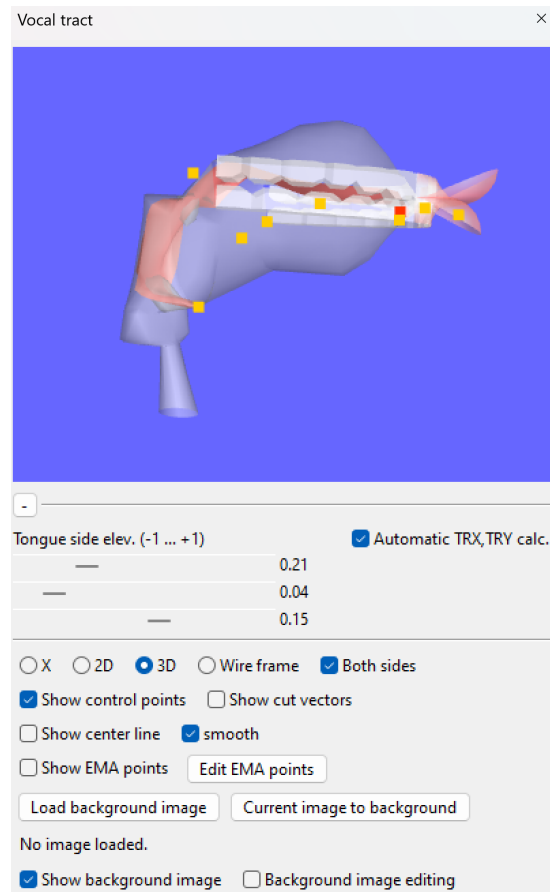 Vocal tract
Tongue side elev. (-1 ... +1) Automatic TRX,TRY calc.
0.21
0.04
0.15
X 2D 3D Wire frame Both sides
Show control points Show cut vectors
Show center line smooth
Show EMA points Edit EMA points
Load background image Current image to background
No image loaded.
Show background image Background image editing